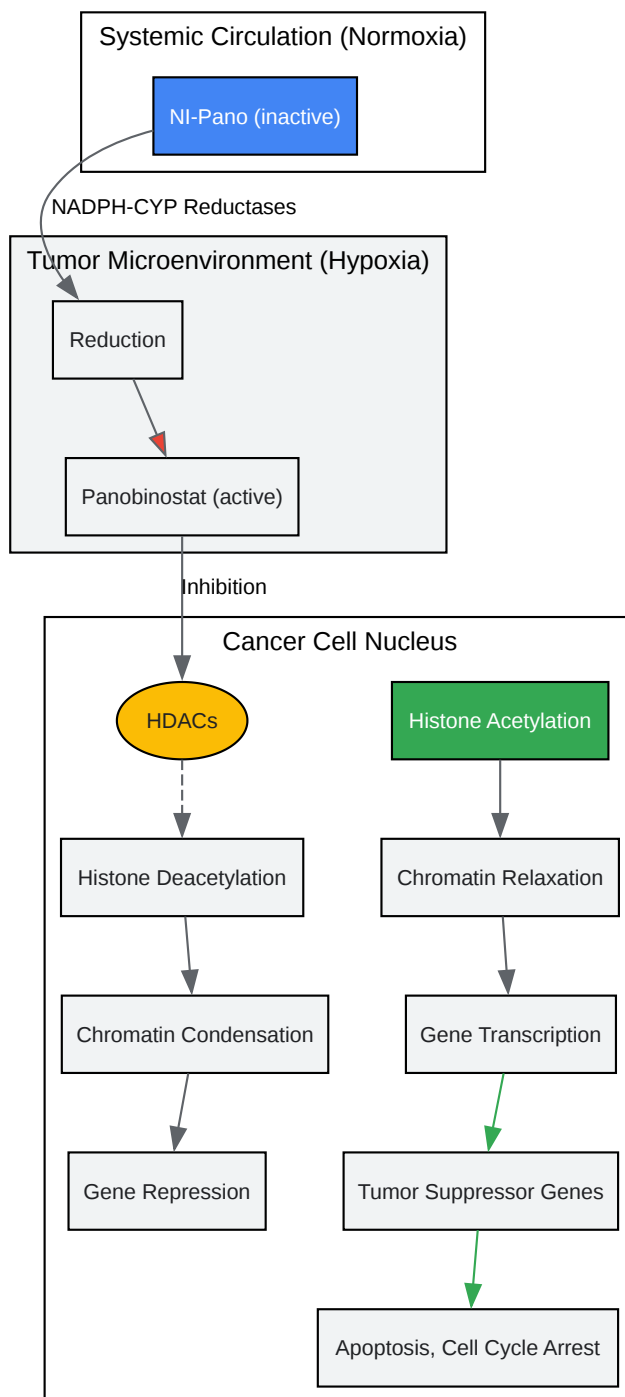 Systemic Circulation (Normoxia)
NI-Pano (inactive)
NADPH-CYP Reductases
Tumor Microenvironment (Hypoxia)
Reduction
Panobinostat (active)
Inhibition
Cancer Cell Nucleus
HDACs
Histone Acetylation
Histone Deacetylation
Chromatin Relaxation
Chromatin Condensation
Gene Transcription
Gene Repression
Tumor Suppressor Genes
Apoptosis, Cell Cycle Arrest